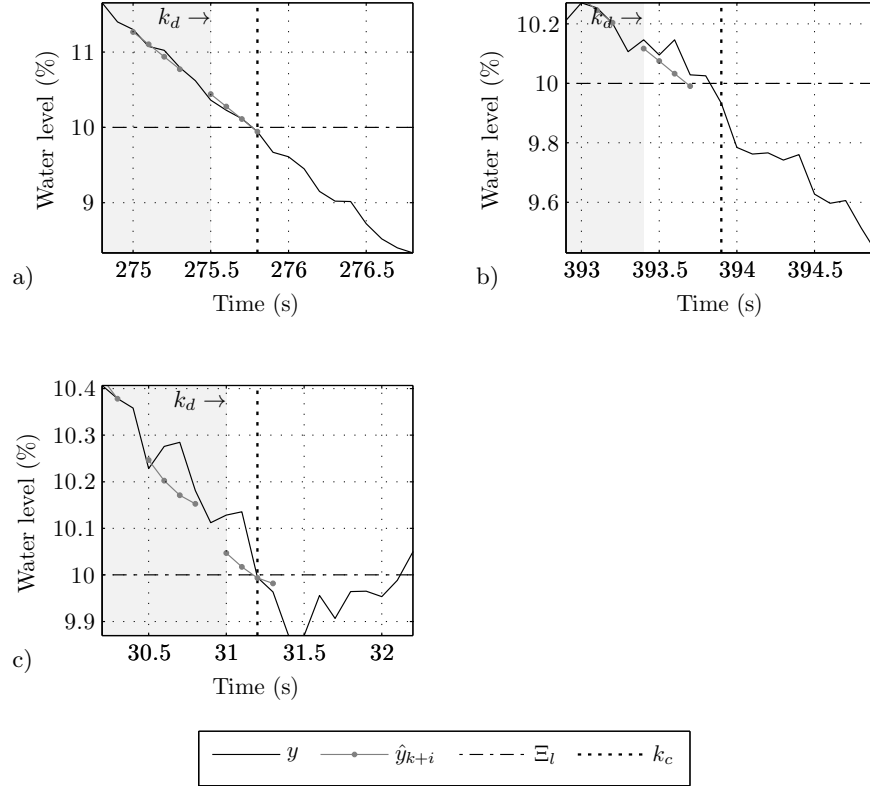 k_d →
11
10
9
Water level (%)
275 275.5 276 276.5
Time (s)
a)
k_d →
10.2
10
9.8
9.6
Water level (%)
393 393.5 394 394.5
Time (s)
b)
k_d →
10.4
10.3
10.2
10.1
10
9.9
Water level (%)
30.5 31 31.5 32
Time (s)
c)
y ŷ_{k+i} Ξ_l k_c